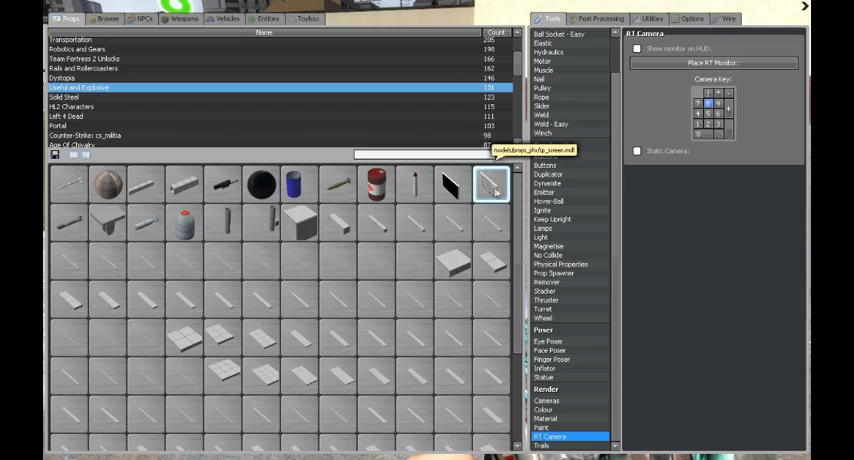 Props Browse NPCs Weapons Vehicles Entities Toybox
Name Count
Transportation 205
Robotics and Gears 198
Team Fortress 2 Unlocks 166
Rails and Rollercoasters 162
Dystopia 146
Useful and Explosive 131
Solid Steel 123
HL2 Characters 115
Left 4 Dead 111
Portal 103
Counter-Strike: cs_militia 98
Age Of Chivalry 87
models/props_phx/sp_screen.mdl
Tools Post Processing Utilities Options Wire
Ball Socket - Easy
Elastic
Hydraulics
Motor
Muscle
Nail
Pulley
Rope
Slider
Weld
Weld - Easy
Winch
Buttons
Duplicator
Dynamite
Emitter
Hover-Ball
Ignite
Keep Upright
Lamps
Light
Magnetise
No Collide
Physical Properties
Prop Spawner
Remover
Stacker
Thruster
Turret
Wheel
Poser
Eye Poser
Face Poser
Finger Poser
Inflator
Statue
Render
Cameras
Colour
Material
Paint
RT Camera
Trails
RT Camera
Show monitor on HUD:
Place RT Monitor:
Camera Key:
/ * -
7 8 9 +
4 5 6
1 2 3
0 .
Static Camera: